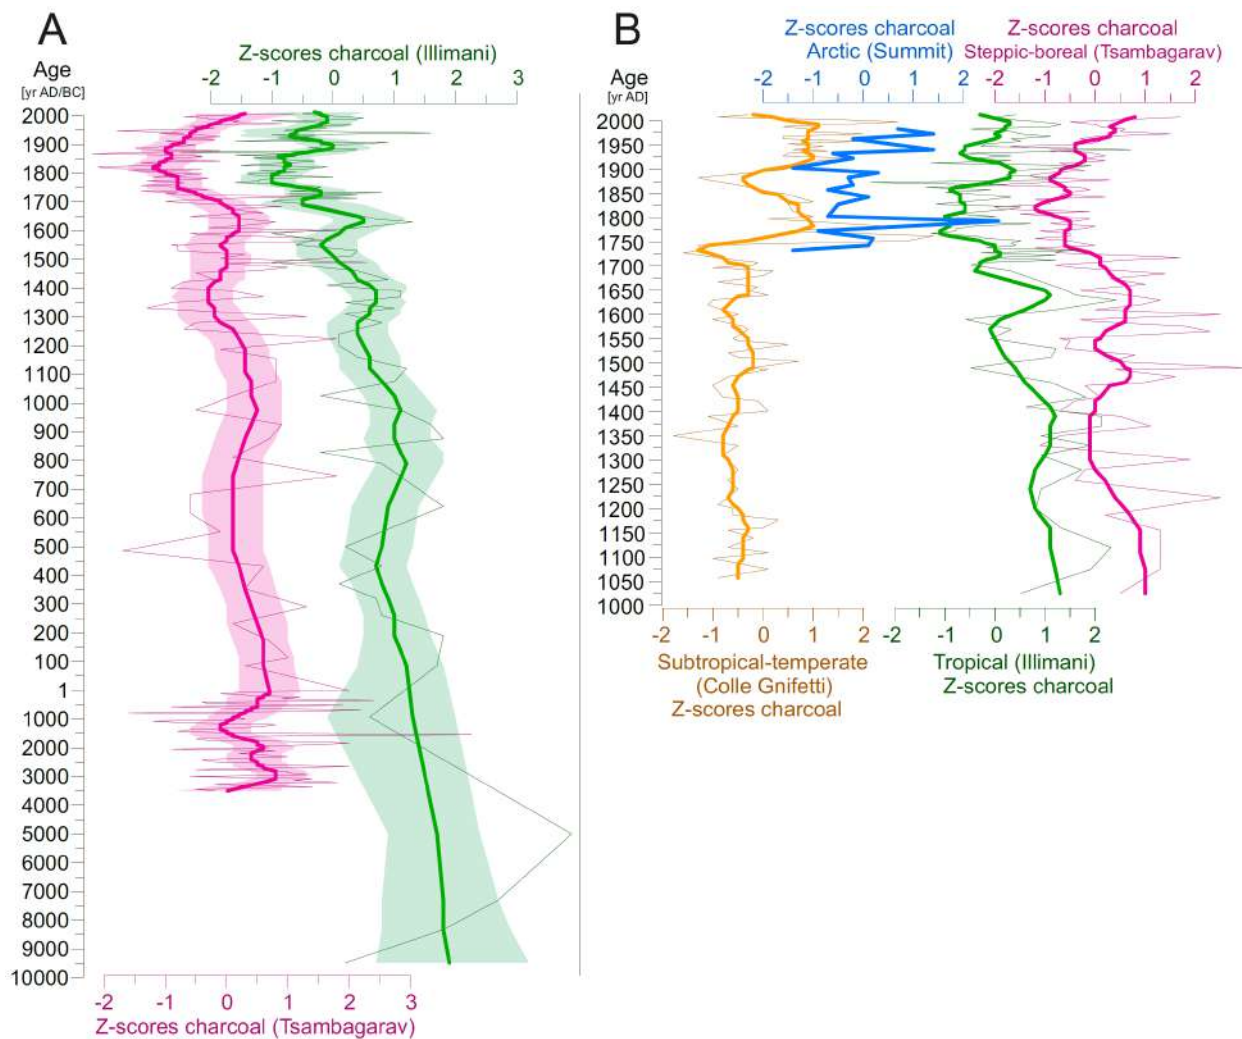 A
Z-scores charcoal (Illimani)
Age
[yr AD/BC]
-2 -1 0 1 2 3
2000
1900
1800
1700
1600
1500
1400
1300
1200
1100
1000
900
800
700
600
500
400
300
200
100
1
1000
2000
3000
4000
5000
6000
7000
8000
9000
10000
-2 -1 0 1 2 3
Z-scores charcoal (Tsambagarav)
B
Z-scores charcoal
Arctic (Summit)
Z-scores charcoal
Steppic-boreal (Tsambagarav)
Age
[yr AD]
-2 -1 0 1 2
-2 -1 0 1 2
2000
1950
1900
1850
1800
1750
1700
1650
1600
1550
1500
1450
1400
1350
1300
1250
1200
1150
1100
1050
1000
-2 -1 0 1 2
-2 -1 0 1 2
Subtropical-temperate
(Colle Gnifetti)
Z-scores charcoal
Tropical (Illimani)
Z-scores charcoal